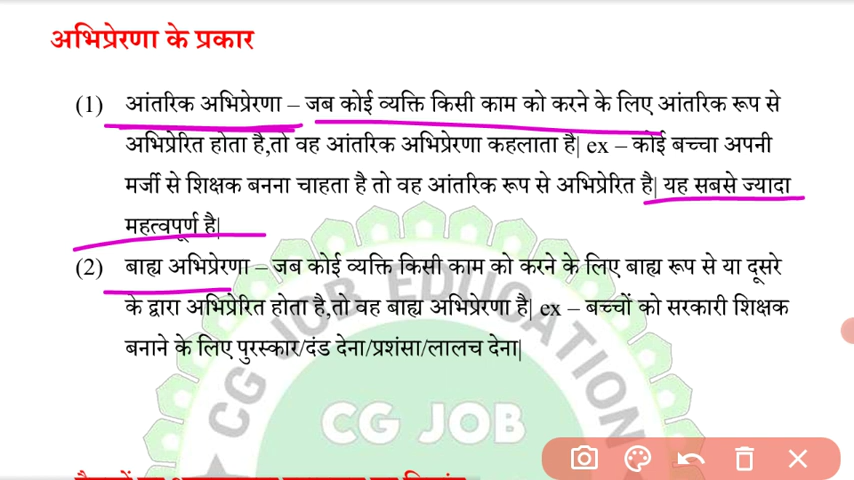 अभिप्रेरणा के प्रकार
(1) आंतरिक अभिप्रेरणा – जब कोई व्यक्ति किसी काम को करने के लिए आंतरिक रूप से
अभिप्रेरित होता है,तो वह आंतरिक अभिप्रेरणा कहलाता है| ex – कोई बच्चा अपनी
मर्जी से शिक्षक बनना चाहता है तो वह आंतरिक रूप से अभिप्रेरित है| यह सबसे ज्यादा
महत्वपूर्ण है|
(2) बाह्य अभिप्रेरणा – जब कोई व्यक्ति किसी काम को करने के लिए बाह्य रूप से या दूसरे
के द्वारा अभिप्रेरित होता है,तो वह बाह्य अभिप्रेरणा है| ex – बच्चों को सरकारी शिक्षक
बनाने के लिए पुरस्कार/दंड देना/प्रशंसा/लालच देना|
CG JOB EDUCATION
CG JOB